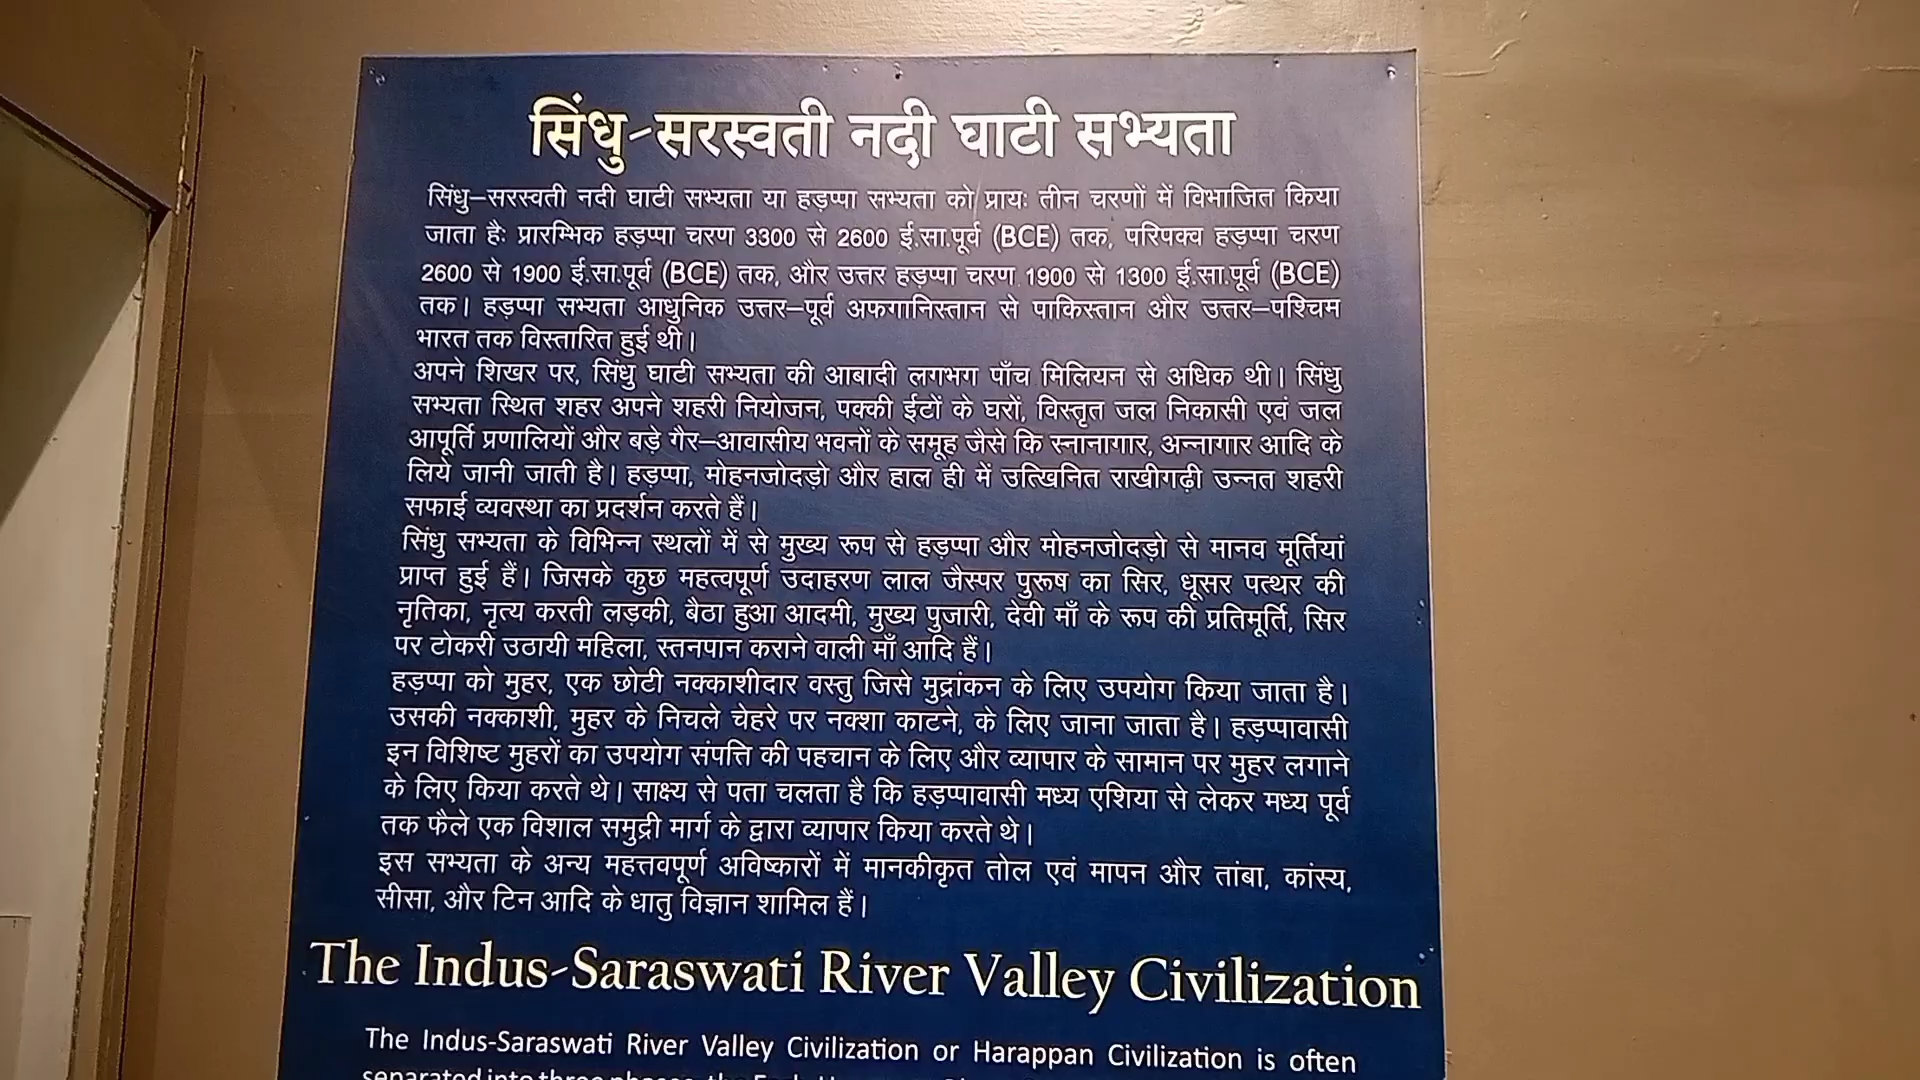 सिंधु-सरस्वती नदी घाटी सभ्यता
सिंधु–सरस्वती नदी घाटी सभ्यता या हड़प्पा सभ्यता को प्रायः तीन चरणों में विभाजित किया
जाता हैः प्रारम्भिक हड़प्पा चरण 3300 से 2600 ई.सा.पूर्व (BCE) तक, परिपक्व हड़प्पा चरण
2600 से 1900 ई.सा.पूर्व (BCE) तक, और उत्तर हड़प्पा चरण 1900 से 1300 ई.सा.पूर्व (BCE)
तक। हड़प्पा सभ्यता आधुनिक उत्तर–पूर्व अफगानिस्तान से पाकिस्तान और उत्तर–पश्चिम
भारत तक विस्तारित हुई थी।
अपने शिखर पर, सिंधु घाटी सभ्यता की आबादी लगभग पाँच मिलियन से अधिक थी। सिंधु
सभ्यता स्थित शहर अपने शहरी नियोजन, पक्की ईटों के घरों, विस्तृत जल निकासी एवं जल
आपूर्ति प्रणालियों और बड़े गैर–आवासीय भवनों के समूह जैसे कि स्नानागार, अन्नागार आदि के
लिये जानी जाती है। हड़प्पा, मोहनजोदड़ो और हाल ही में उत्खिनित राखीगढ़ी उन्नत शहरी
सफाई व्यवस्था का प्रदर्शन करते हैं।
सिंधु सभ्यता के विभिन्न स्थलों में से मुख्य रूप से हड़प्पा और मोहनजोदड़ो से मानव मूर्तियां
प्राप्त हुई हैं। जिसके कुछ महत्वपूर्ण उदाहरण लाल जैस्पर पुरूष का सिर, धूसर पत्थर की
नृतिका, नृत्य करती लड़की, बैठा हुआ आदमी, मुख्य पुजारी, देवी माँ के रूप की प्रतिमूर्ति, सिर
पर टोकरी उठायी महिला, स्तनपान कराने वाली माँ आदि हैं।
हड़प्पा को मुहर, एक छोटी नक्काशीदार वस्तु जिसे मुद्रांकन के लिए उपयोग किया जाता है।
उसकी नक्काशी, मुहर के निचले चेहरे पर नक्शा काटने, के लिए जाना जाता है। हड़प्पावासी
इन विशिष्ट मुहरों का उपयोग संपत्ति की पहचान के लिए और व्यापार के सामान पर मुहर लगाने
के लिए किया करते थे। साक्ष्य से पता चलता है कि हड़प्पावासी मध्य एशिया से लेकर मध्य पूर्व
तक फैले एक विशाल समुद्री मार्ग के द्वारा व्यापार किया करते थे।
इस सभ्यता के अन्य महत्तवपूर्ण अविष्कारों में मानकीकृत तोल एवं मापन और तांबा, कांस्य,
सीसा, और टिन आदि के धातु विज्ञान शामिल हैं।
The Indus-Saraswati River Valley Civilization
The Indus-Saraswati River Valley Civilization or Harappan Civilization is often
separated into three phases, the